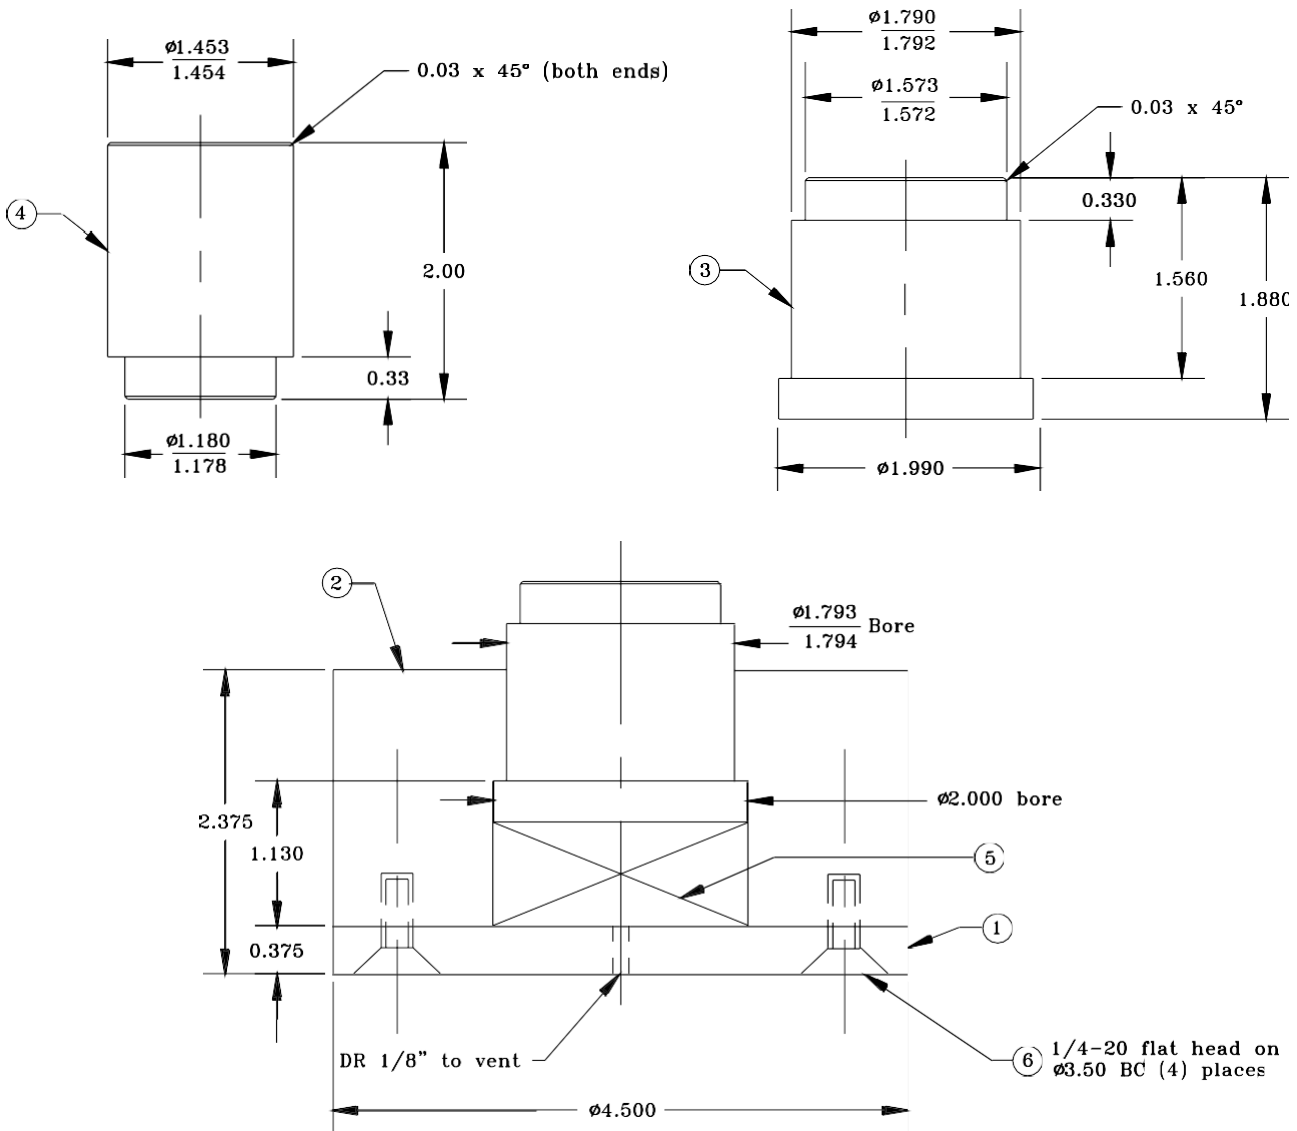 ø1.453
1.454
0.03 x 45° (both ends)
4
2.00
0.33
ø1.180
1.178
ø1.790
1.792
ø1.573
1.572
0.03 x 45°
0.330
3
1.560
1.880
ø1.990
2
ø1.793
1.794
Bore
ø2.000 bore
2.375
1.130
5
0.375
1
DR 1/8" to vent
6
1/4-20 flat head on
ø3.50 BC (4) places
ø4.500